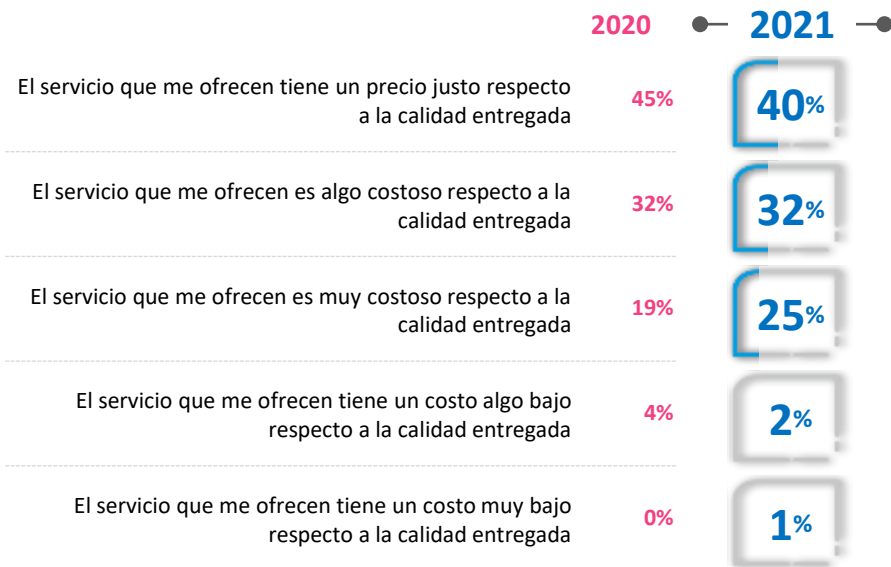 2020 2021
El servicio que me ofrecen tiene un precio justo respecto
a la calidad entregada
45%
40%
El servicio que me ofrecen es algo costoso respecto a la
calidad entregada
32%
32%
El servicio que me ofrecen es muy costoso respecto a la
calidad entregada
19%
25%
El servicio que me ofrecen tiene un costo algo bajo
respecto a la calidad entregada
4%
2%
El servicio que me ofrecen tiene un costo muy bajo
respecto a la calidad entregada
0%
1%